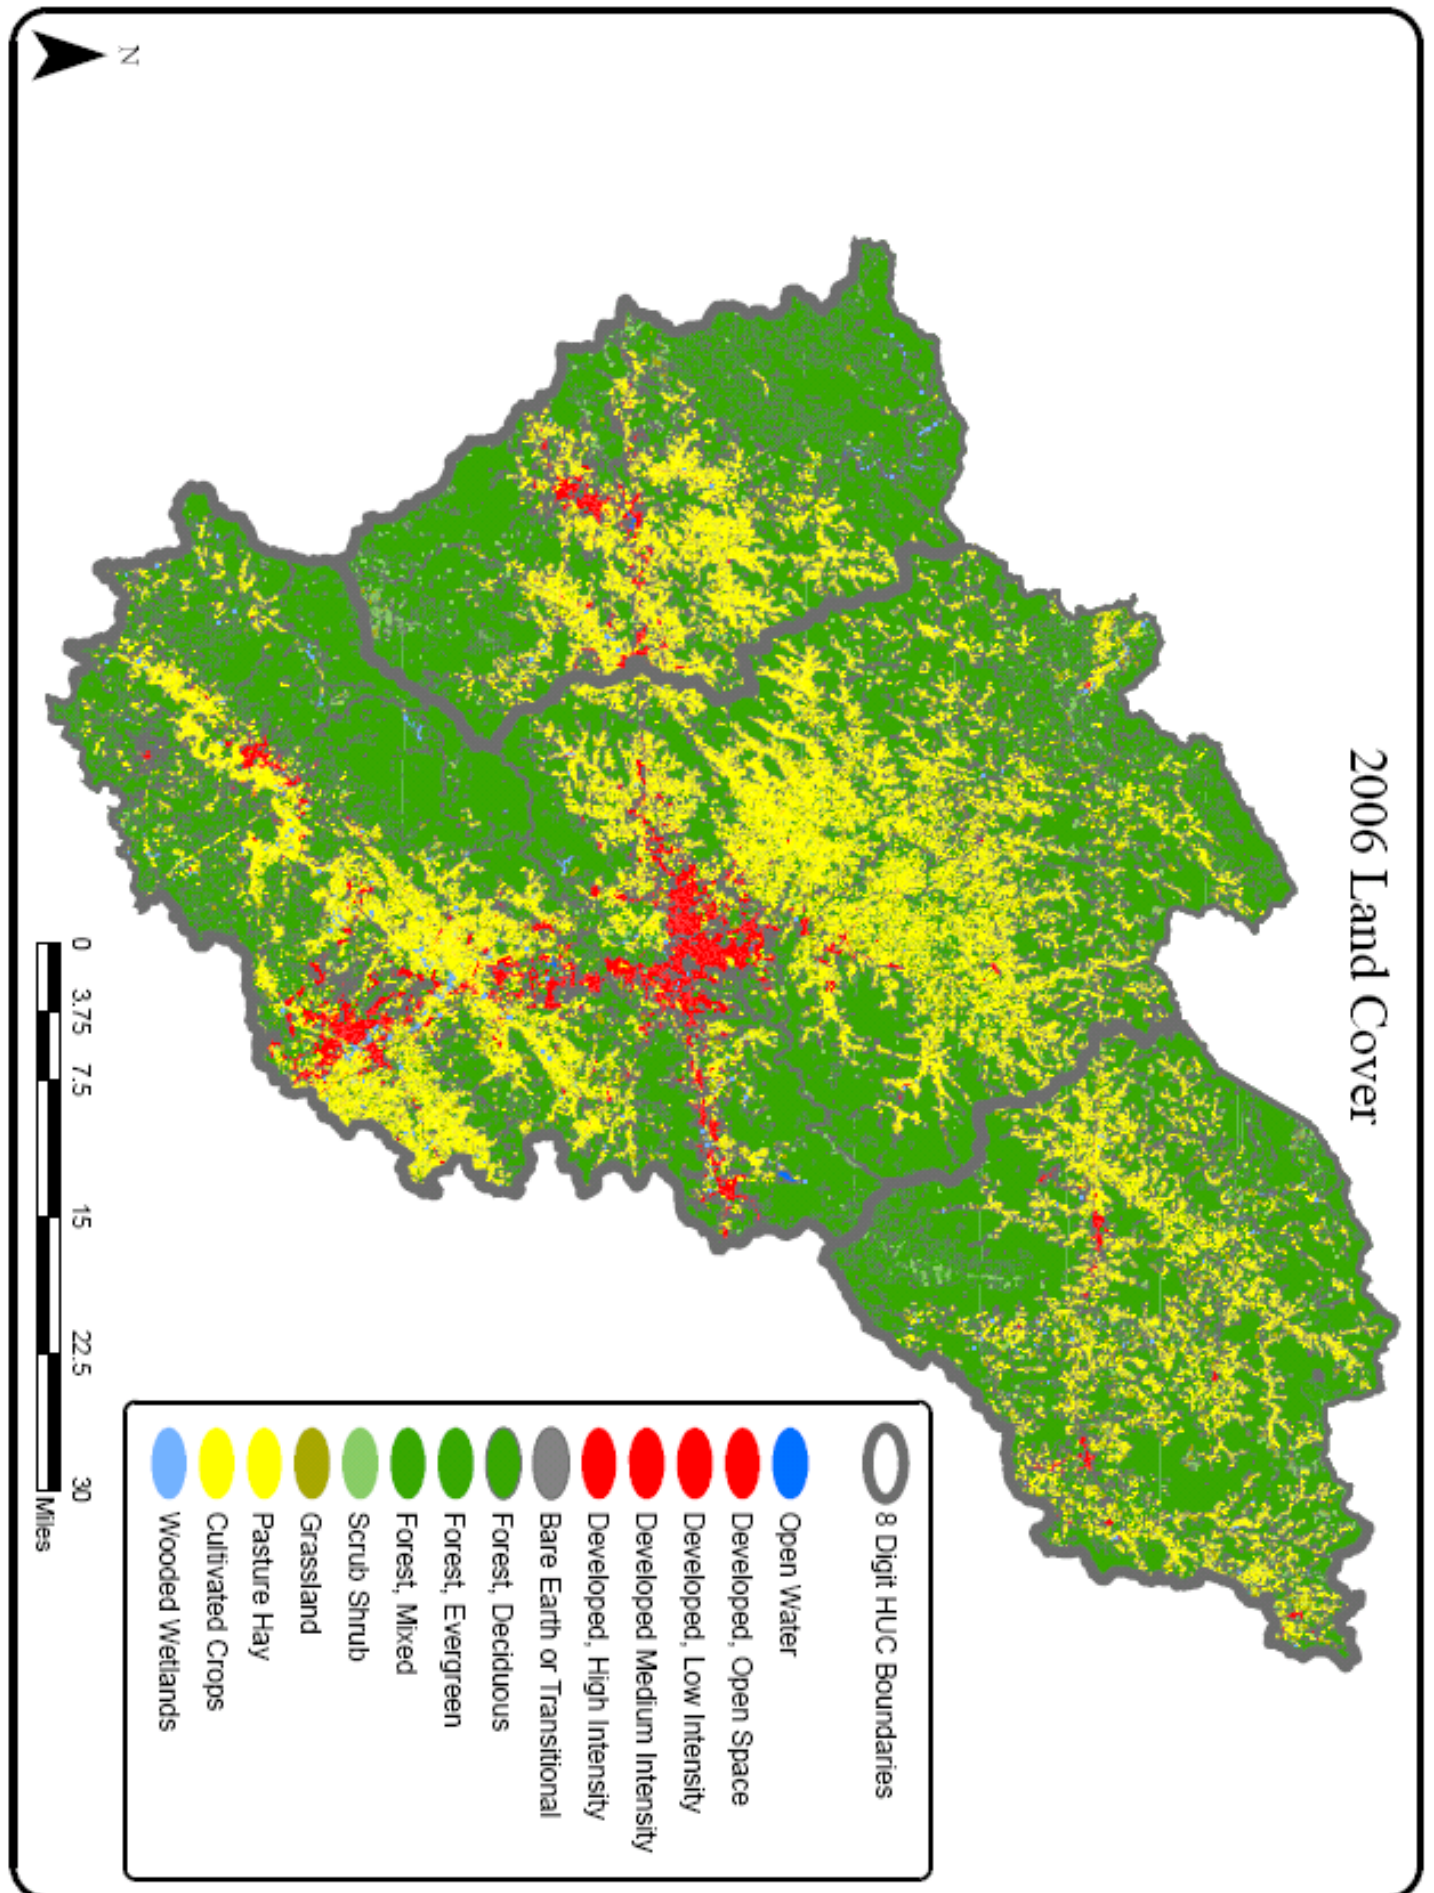 2006 Land Cover
8 Digit HUC Boundaries
Open Water
Developed, Open Space
Developed, Low Intensity
Developed Medium Intensity
Developed, High Intensity
Bare Earth or Transitional
Forest, Deciduous
Forest, Evergreen
Forest, Mixed
Scrub Shrub
Grassland
Pasture Hay
Cultivated Crops
Wooded Wetlands
N
0 3.75 7.5 15 22.5 30
Miles